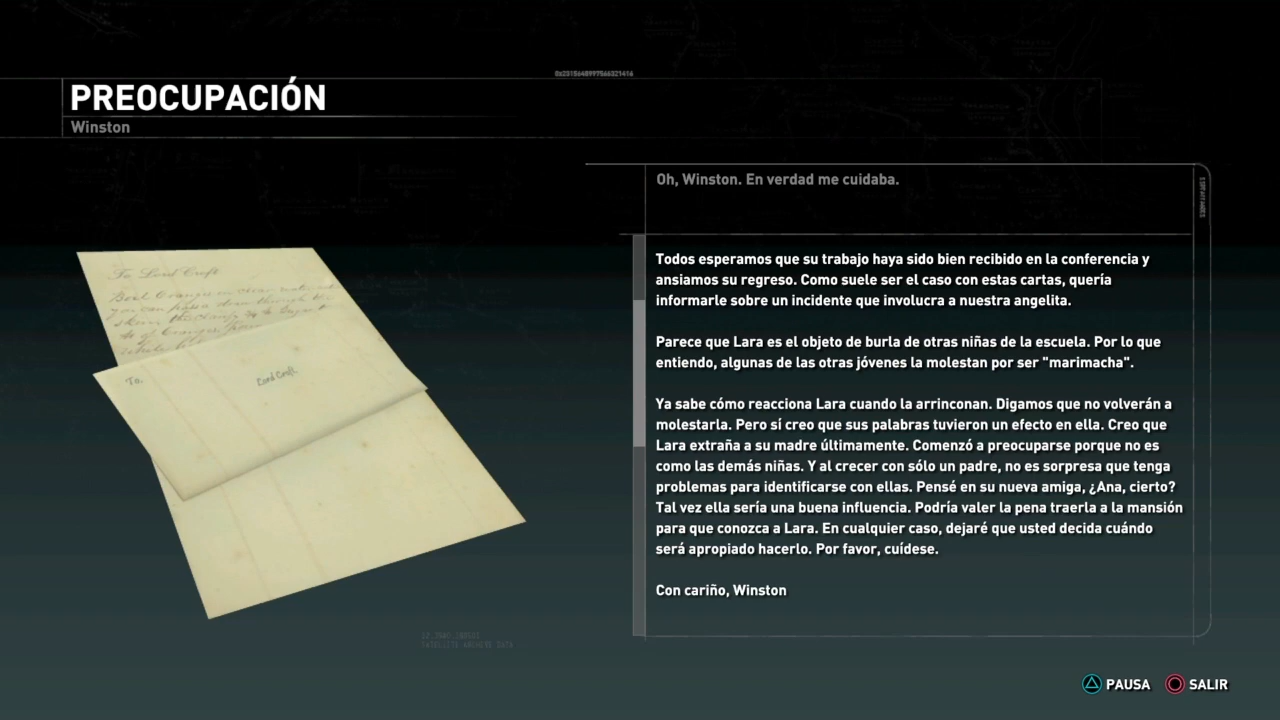 0x2315648997566321416
PREOCUPACIÓN
Winston
Oh, Winston. En verdad me cuidaba.
To Lord Croft
To.
Lord Croft
Todos esperamos que su trabajo haya sido bien recibido en la conferencia y
ansiamos su regreso. Como suele ser el caso con estas cartas, quería
informarle sobre un incidente que involucra a nuestra angelita.
Parece que Lara es el objeto de burla de otras niñas de la escuela. Por lo que
entiendo, algunas de las otras jóvenes la molestan por ser "marimacha".
Ya sabe cómo reacciona Lara cuando la arrinconan. Digamos que no volverán a
molestarla. Pero sí creo que sus palabras tuvieron un efecto en ella. Creo que
Lara extraña a su madre últimamente. Comenzó a preocuparse porque no es
como las demás niñas. Y al crecer con sólo un padre, no es sorpresa que tenga
problemas para identificarse con ellas. Pensé en su nueva amiga, ¿Ana, cierto?
Tal vez ella sería una buena influencia. Podría valer la pena traerla a la mansión
para que conozca a Lara. En cualquier caso, dejaré que usted decida cuándo
será apropiado hacerlo. Por favor, cuídese.
Con cariño, Winston
PAUSA
SALIR